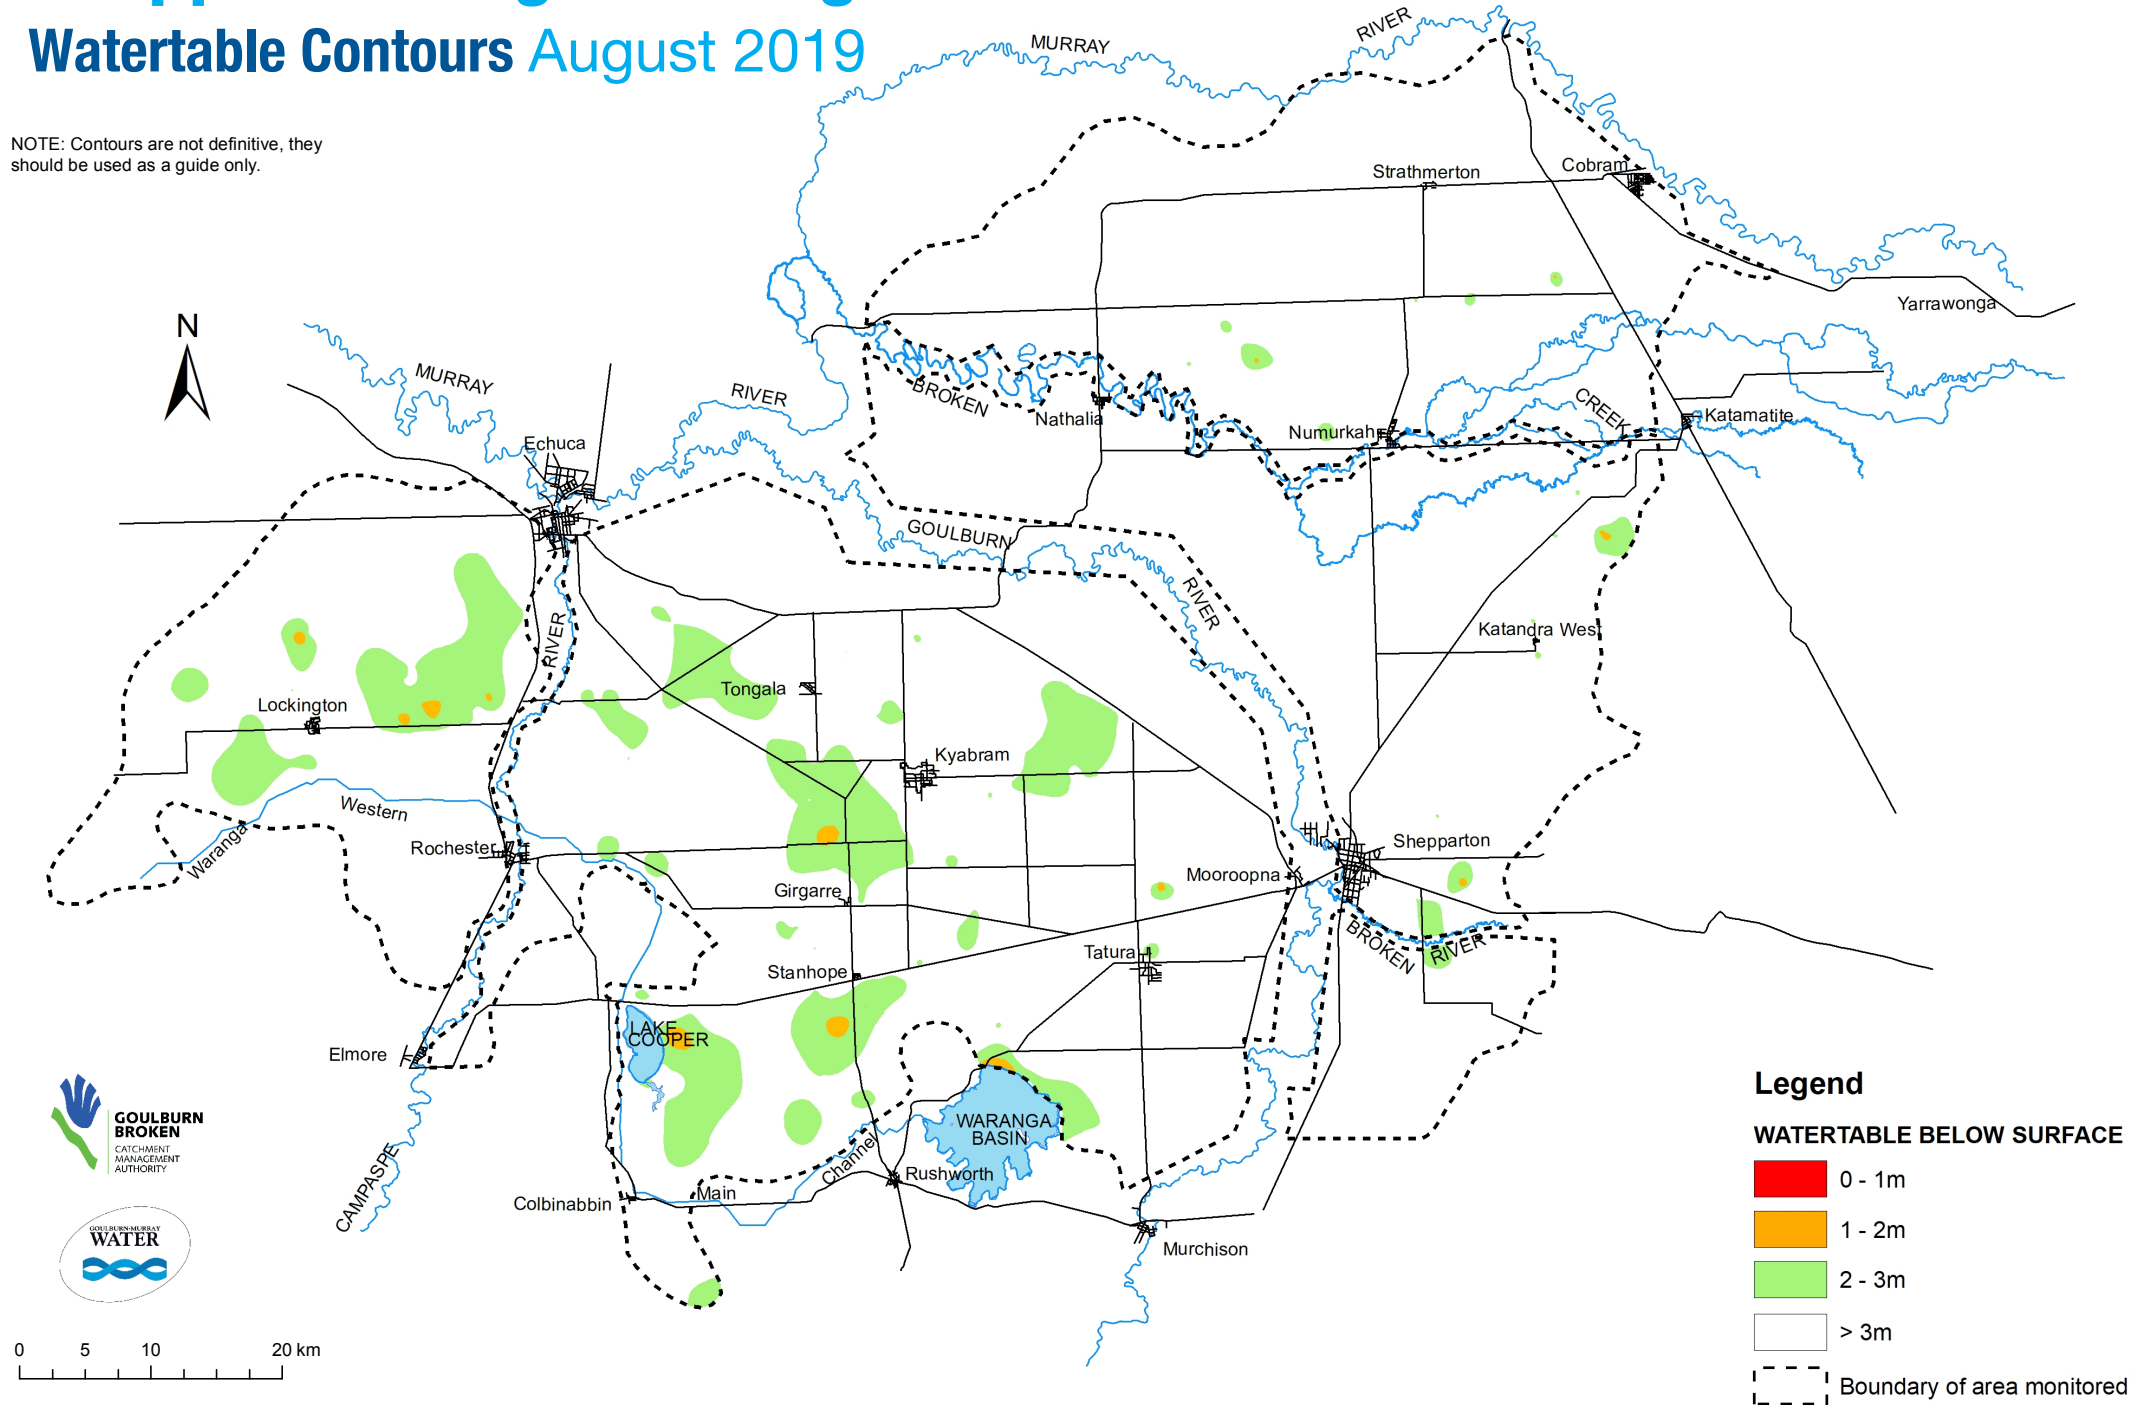 Watertable Contours August 2019
NOTE: Contours are not definitive, they
should be used as a guide only.
MURRAY
RIVER
Strathmerton
Cobram
Yarrawonga
N
MURRAY
RIVER
BROKEN
Nathalia
Numurkah
CREEK
Katamatite
Echuca
GOULBURN
RIVER
RIVER
Katandra West
Lockington
Tongala
Kyabram
Western
Waranga
Rochester
Girgarre
Mooroopna
Shepparton
BROKEN
RIVER
Tatura
Stanhope
LAKE
COOPER
Elmore
WARANGA
BASIN
Channel
Rushworth
Main
Colbinabbin
CAMPASPE
Murchison
GOULBURN
BROKEN
CATCHMENT
MANAGEMENT
AUTHORITY
GOULBURN-MURRAY
WATER
0 5 10 20 km
Legend
WATERTABLE BELOW SURFACE
0 - 1m
1 - 2m
2 - 3m
> 3m
Boundary of area monitored